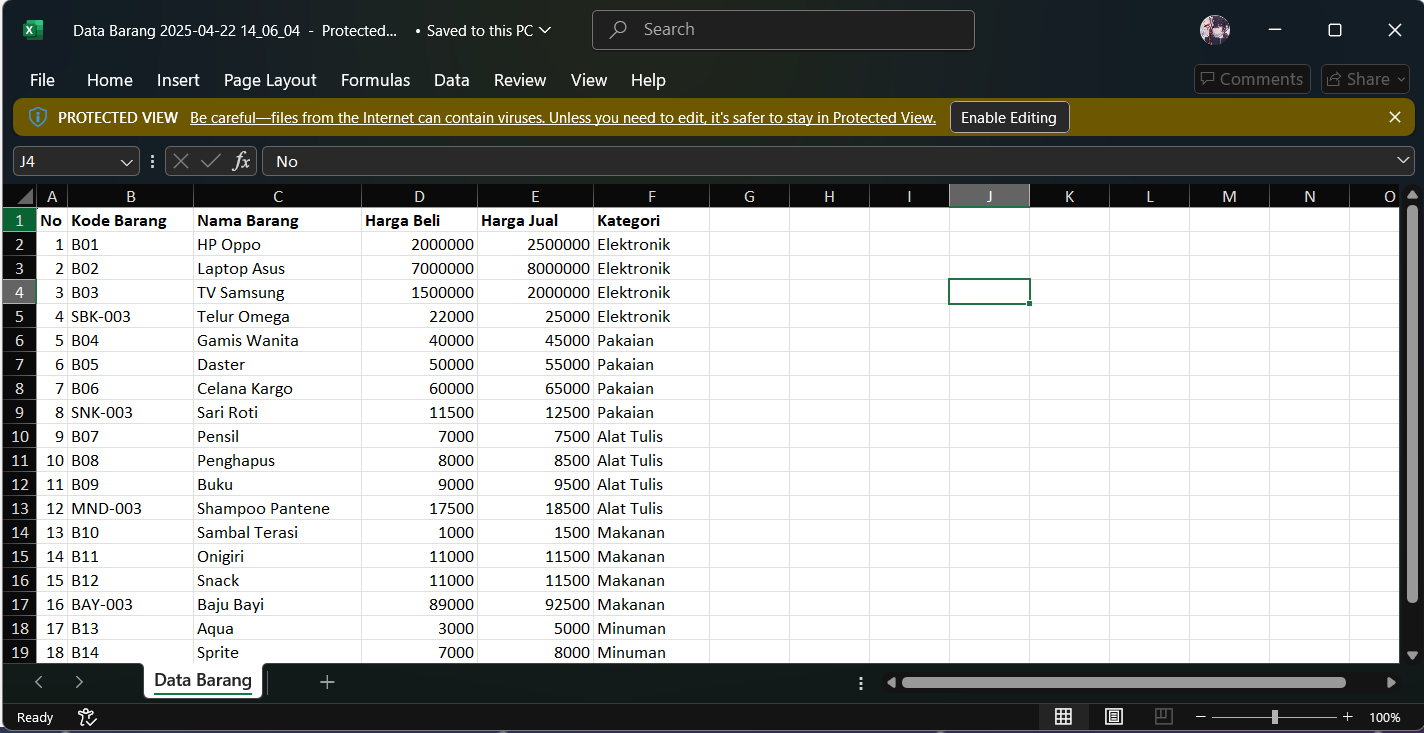 Data Barang 2025-04-22 14_06_04 - Protected... • Saved to this PC
Search
File Home Insert Page Layout Formulas Data Review View Help
Comments Share
PROTECTED VIEW Be careful—files from the Internet can contain viruses. Unless you need to edit, it's safer to stay in Protected View. Enable Editing
J4 fx No
A B C D E F G H I J K L M N O
1 No Kode Barang Nama Barang Harga Beli Harga Jual Kategori
2 1 B01 HP Oppo 2000000 2500000 Elektronik
3 2 B02 Laptop Asus 7000000 8000000 Elektronik
4 3 B03 TV Samsung 1500000 2000000 Elektronik
5 4 SBK-003 Telur Omega 22000 25000 Elektronik
6 5 B04 Gamis Wanita 40000 45000 Pakaian
7 6 B05 Daster 50000 55000 Pakaian
8 7 B06 Celana Kargo 60000 65000 Pakaian
9 8 SNK-003 Sari Roti 11500 12500 Pakaian
10 9 B07 Pensil 7000 7500 Alat Tulis
11 10 B08 Penghapus 8000 8500 Alat Tulis
12 11 B09 Buku 9000 9500 Alat Tulis
13 12 MND-003 Shampoo Pantene 17500 18500 Alat Tulis
14 13 B10 Sambal Terasi 1000 1500 Makanan
15 14 B11 Onigiri 11000 11500 Makanan
16 15 B12 Snack 11000 11500 Makanan
17 16 BAY-003 Baju Bayi 89000 92500 Makanan
18 17 B13 Aqua 3000 5000 Minuman
19 18 B14 Sprite 7000 8000 Minuman
Data Barang
Ready
100%